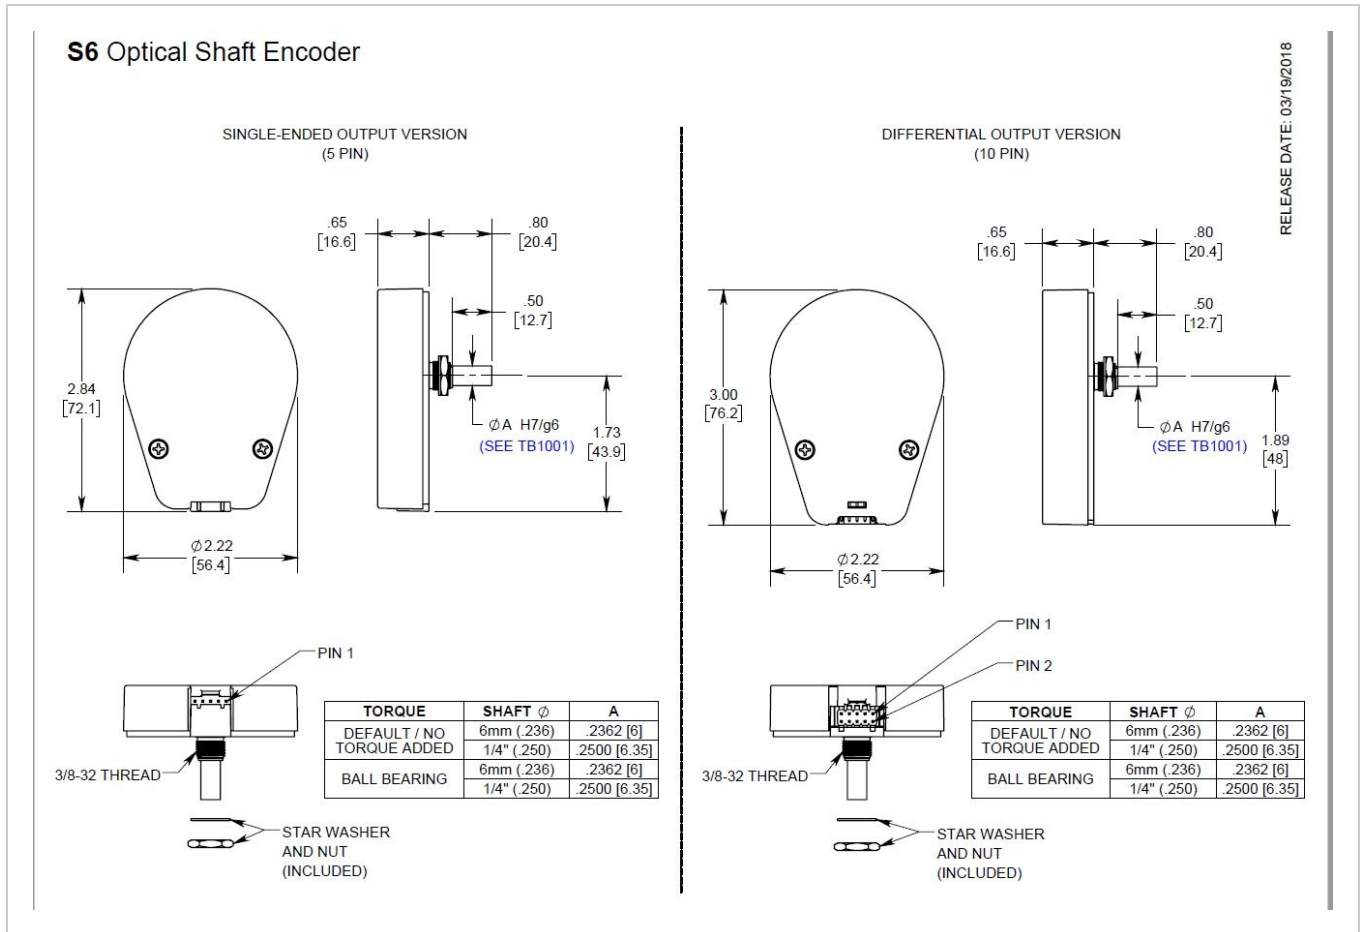 S6 Optical Shaft Encoder
RELEASE DATE: 03/19/2018
SINGLE-ENDED OUTPUT VERSION
(5 PIN)
.65
[16.6]
.80
[20.4]
.50
[12.7]
2.84
[72.1]
∅A H7/g6
(SEE TB1001)
1.73
[43.9]
∅2.22
[56.4]
PIN 1
3/8-32 THREAD
STAR WASHER
AND NUT
(INCLUDED)
TORQUE SHAFT ∅ A
DEFAULT / NO TORQUE ADDED 6mm (.236) .2362 [6]
1/4" (.250) .2500 [6.35]
BALL BEARING 6mm (.236) .2362 [6]
1/4" (.250) .2500 [6.35]
DIFFERENTIAL OUTPUT VERSION
(10 PIN)
.65
[16.6]
.80
[20.4]
.50
[12.7]
3.00
[76.2]
∅A H7/g6
(SEE TB1001)
1.89
[48]
∅2.22
[56.4]
PIN 1
PIN 2
3/8-32 THREAD
STAR WASHER
AND NUT
(INCLUDED)
TORQUE SHAFT ∅ A
DEFAULT / NO TORQUE ADDED 6mm (.236) .2362 [6]
1/4" (.250) .2500 [6.35]
BALL BEARING 6mm (.236) .2362 [6]
1/4" (.250) .2500 [6.35]